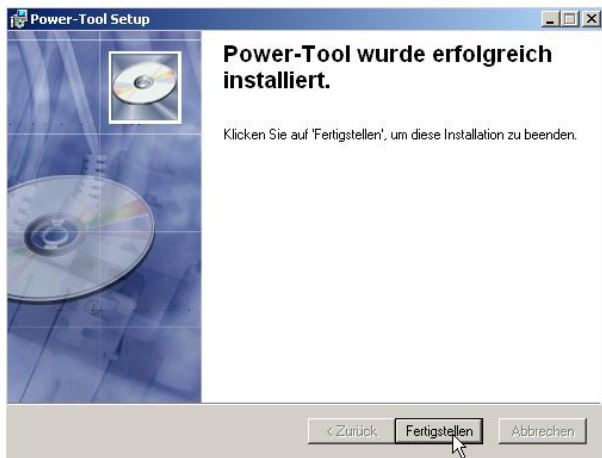 Power-Tool Setup
Power-Tool wurde erfolgreich
installiert.
Klicken Sie auf 'Fertigstellen', um diese Installation zu beenden.
< Zurück
Fertigstellen
Abbrechen